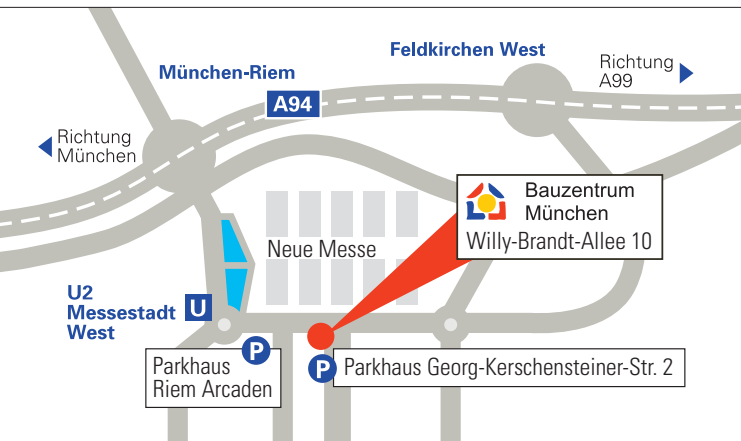 Feldkirchen West
München-Riem
Richtung
A99
A94
Richtung
München
Bauzentrum
München
Willy-Brandt-Allee 10
Neue Messe
U2
Messestadt
West
U
P
Parkhaus
Riem Arcaden
P
Parkhaus Georg-Kerschensteiner-Str. 2